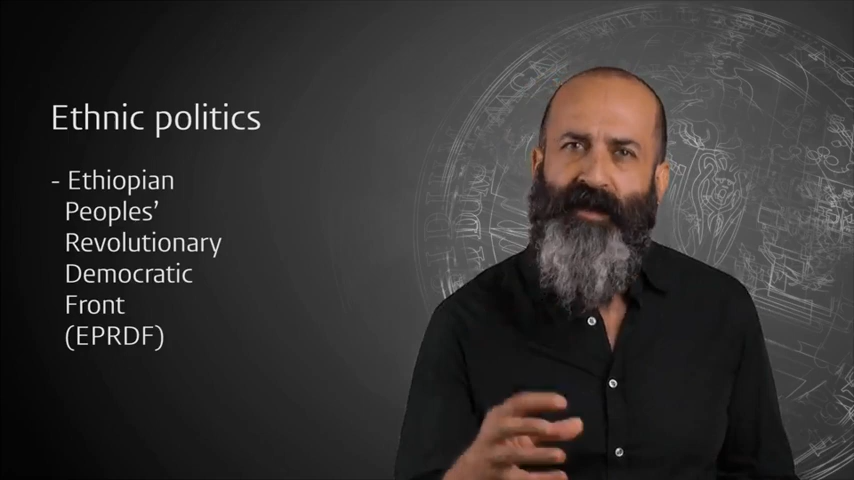 Ethnic politics
- Ethiopian
Peoples’
Revolutionary
Democratic
Front
(EPRDF)